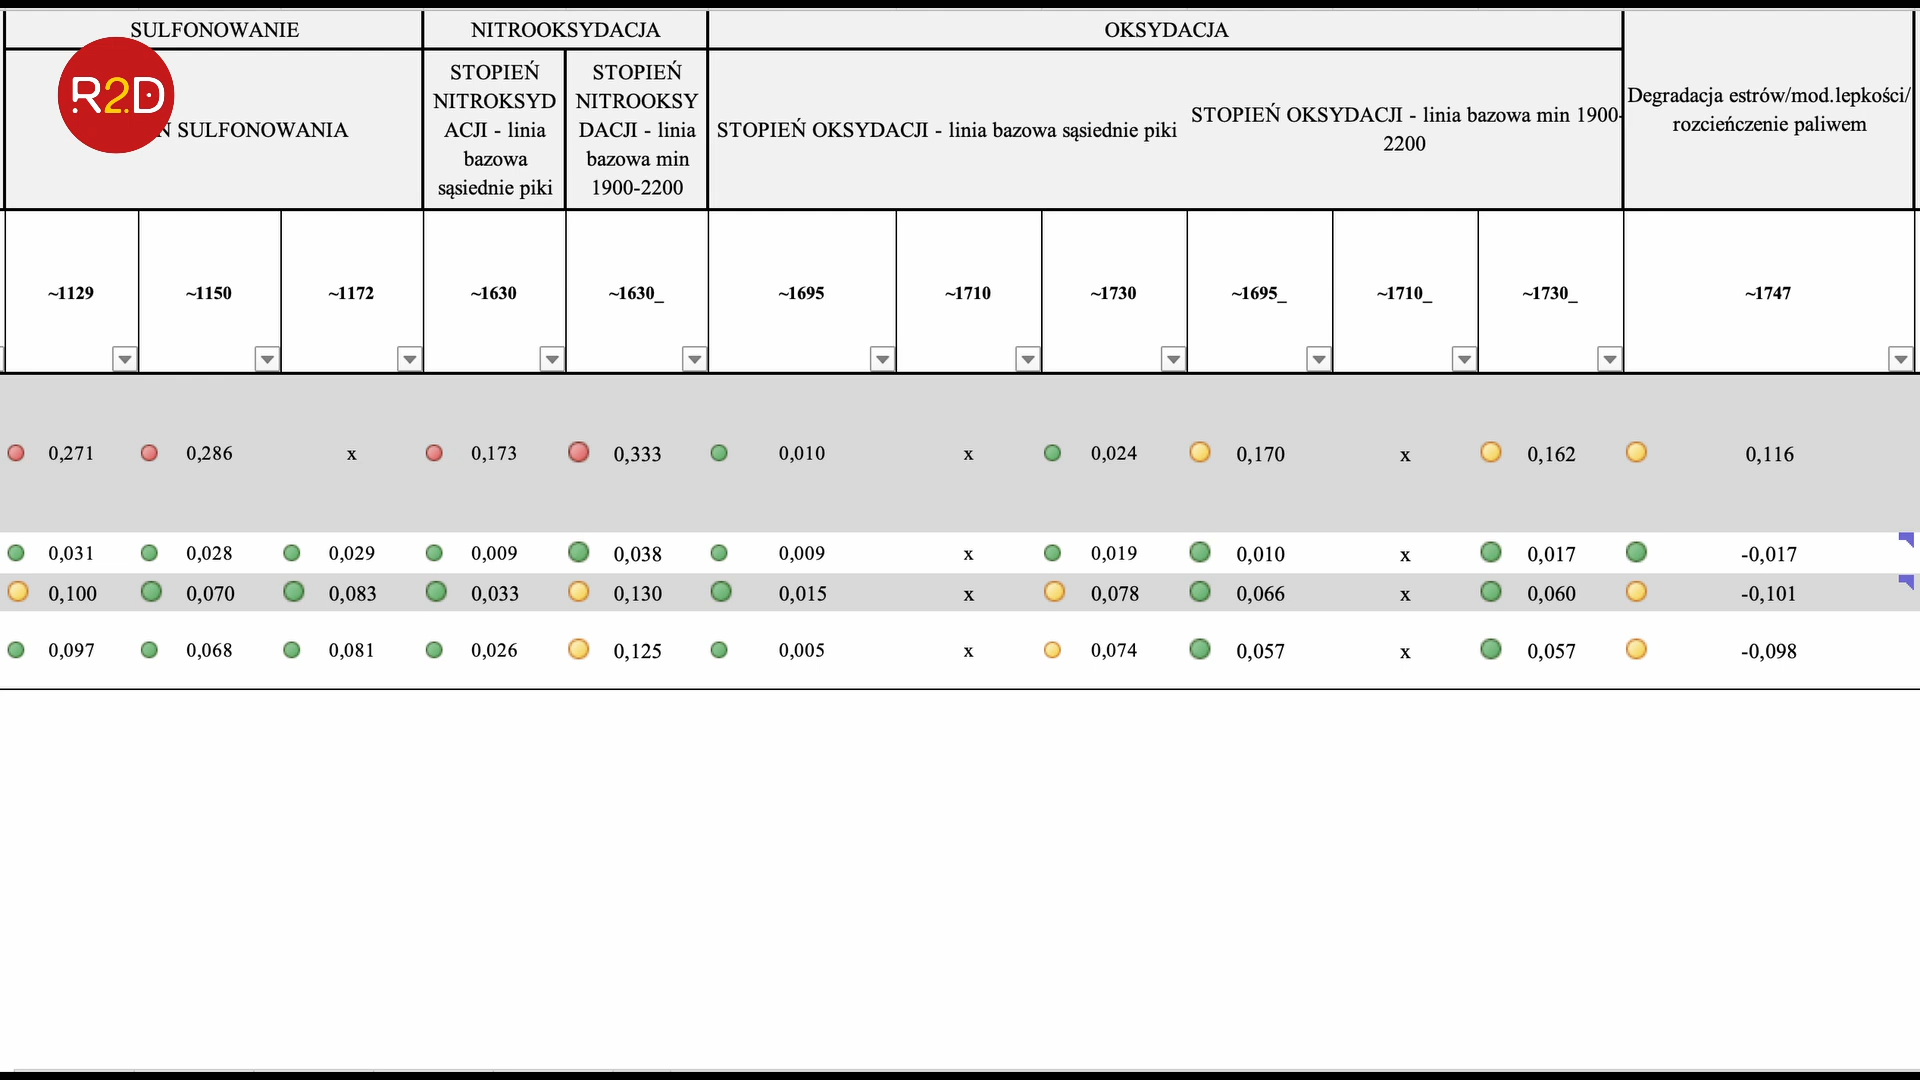 SULFONOWANIE NITROOKSYDACJA OKSYDACJA
R2D
SULFONOWANIA
STOPIEŃ
NITROKSYD
ACJI - linia
bazowa
sąsiednie piki
STOPIEŃ
NITROOKSY
DACJI - linia
bazowa min
1900-2200
STOPIEŃ OKSYDACJI - linia bazowa sąsiednie piki
STOPIEŃ OKSYDACJI - linia bazowa min 1900-
2200
Degradacja estrów/mod.lepkości/
rozcieńczenie paliwem
~1129 ~1150 ~1172 ~1630 ~1630_ ~1695 ~1710 ~1730 ~1695_ ~1710_ ~1730_ ~1747
0,271 0,286 x 0,173 0,333 0,010 x 0,024 0,170 x 0,162 0,116
0,031 0,028 0,029 0,009 0,038 0,009 x 0,019 0,010 x 0,017 -0,017
0,100 0,070 0,083 0,033 0,130 0,015 x 0,078 0,066 x 0,060 -0,101
0,097 0,068 0,081 0,026 0,125 0,005 x 0,074 0,057 x 0,057 -0,098